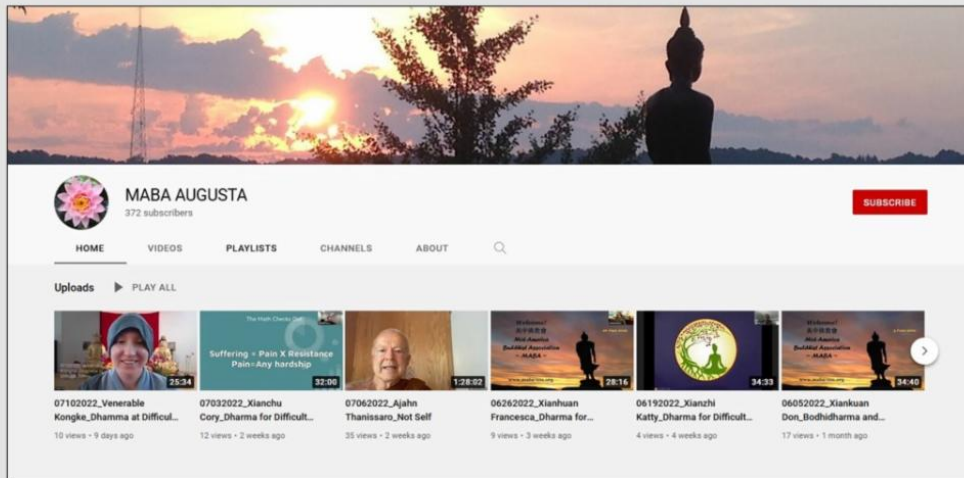 MABA AUGUSTA
372 subscribers
SUBSCRIBE
HOME VIDEOS PLAYLISTS CHANNELS ABOUT
Uploads PLAY ALL
25:34
The Math Checks Out
Suffering = Pain X Resistance
Pain=Any hardship
32:00
1:28:02
Welcome!
Mid-America
Buddhist Association
~ MABA ~
28:16
34:33
Welcome!
Mid-America
Buddhist Association
~ MABA ~
34:40
07102022_Venerable
Kongke_Dhamma at Difficul...
10 views • 9 days ago
07032022_Xianchu
Cory_Dharma for Difficult...
12 views • 2 weeks ago
07062022_Ajahn
Thanissaro_Not Self
35 views • 2 weeks ago
06262022_Xianhuan
Francesca_Dharma for...
9 views • 3 weeks ago
06192022_Xianzhi
Katty_Dharma for Difficult...
4 views • 4 weeks ago
06052022_Xiankuan
Don_Bodhidharma and...
17 views • 1 month ago